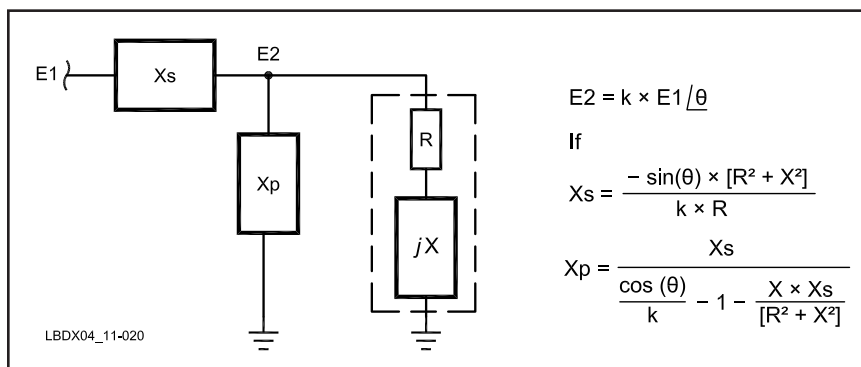 E1
Xs
E2
Xp
R
jX
E2 = k × E1 /θ
If
Xs = − sin(θ) × [R² + X²] / k × R
Xp = Xs / cos (θ) / k − 1 − X × Xs / [R² + X²]
LBDX04_11-020